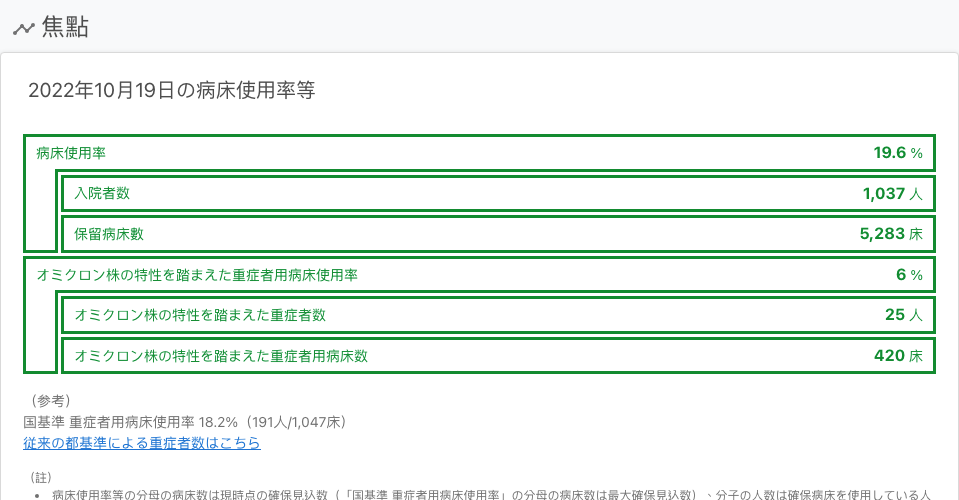 焦點
2022年10月19日の病床使用率等
病床使用率 19.6 %
入院者数 1,037 人
保留病床數 5,283 床
オミクロン株の特性を踏まえた重症者用病床使用率 6 %
オミクロン株の特性を踏まえた重症者数 25 人
オミクロン株の特性を踏まえた重症者用病床数 420 床
（参考）
国基準 重症者用病床使用率 18.2%（191人/1,047床）
従来の都基準による重症者数はこちら
（註）
• 病床使用率等の分母の病床数は現時点の確保見込数（「国基準 重症者用病床使用率」の分母の病床数は最大確保見込数）、分子の人数は確保病床を使用している人